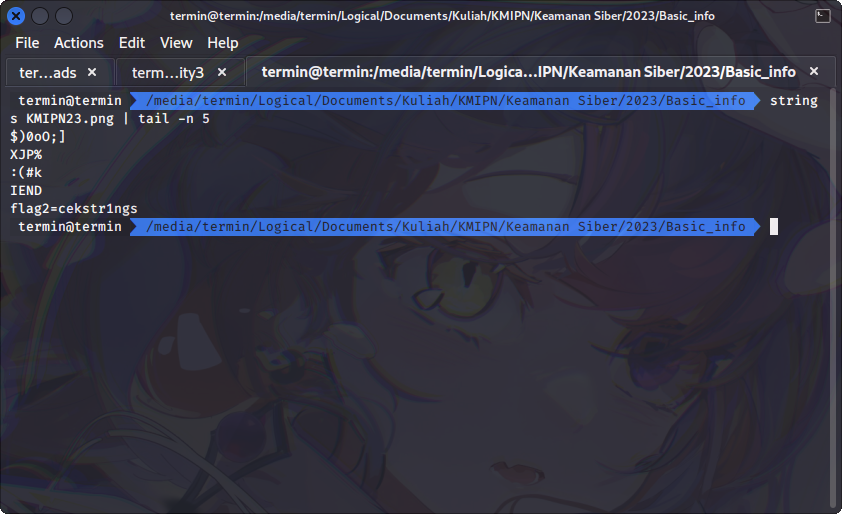 termin@termin:/media/termin/Logical/Documents/Kuliah/KMIPN/Keamanan Siber/2023/Basic_info
File Actions Edit View Help
ter…ads × term…ity3 × termin@termin:/media/termin/Logica…IPN/Keamanan Siber/2023/Basic_info ×
termin@termin /media/termin/Logical/Documents/Kuliah/KMIPN/Keamanan Siber/2023/Basic_info string
s KMIPN23.png | tail -n 5
$)0oO;]
XJP%
:(#k
IEND
flag2=cekstr1ngs
termin@termin /media/termin/Logical/Documents/Kuliah/KMIPN/Keamanan Siber/2023/Basic_info